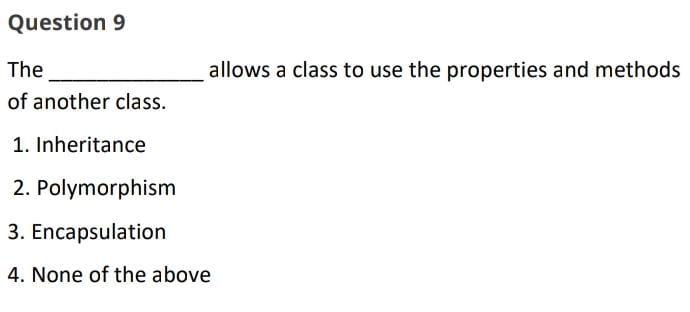 Question 9
The _____________ allows a class to use the properties and methods
of another class.
1. Inheritance
2. Polymorphism
3. Encapsulation
4. None of the above